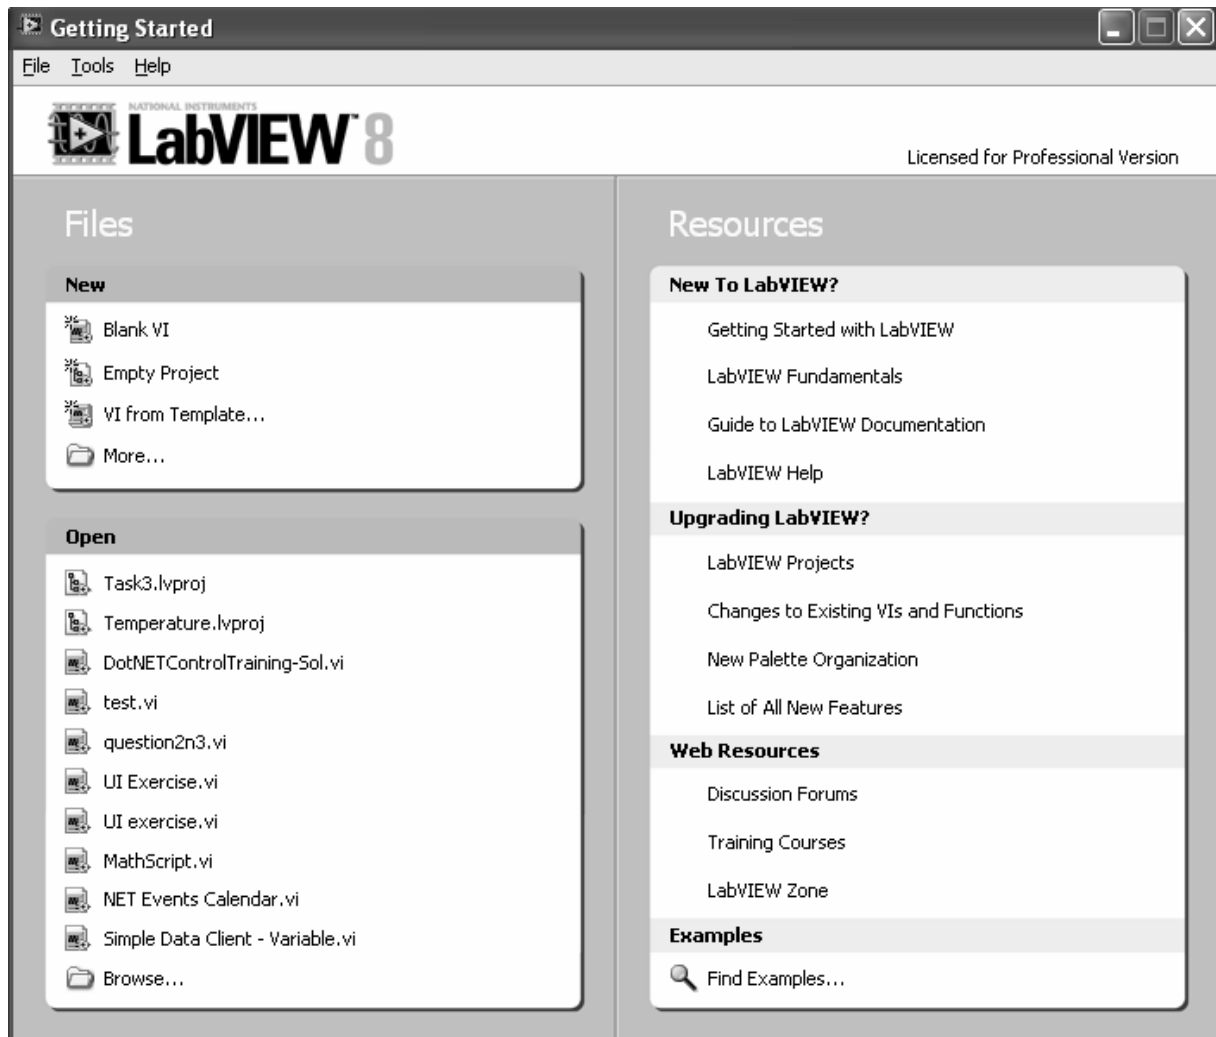 Getting Started
File Tools Help
NATIONAL INSTRUMENTS
LabVIEW™ 8
Licensed for Professional Version
Files
New
Blank VI
Empty Project
VI from Template...
More...
Open
Task3.lvproj
Temperature.lvproj
DotNETControlTraining-Sol.vi
test.vi
question2n3.vi
UI Exercise.vi
UI exercise.vi
MathScript.vi
NET Events Calendar.vi
Simple Data Client - Variable.vi
Browse...
Resources
New To LabVIEW?
Getting Started with LabVIEW
LabVIEW Fundamentals
Guide to LabVIEW Documentation
LabVIEW Help
Upgrading LabVIEW?
LabVIEW Projects
Changes to Existing VIs and Functions
New Palette Organization
List of All New Features
Web Resources
Discussion Forums
Training Courses
LabVIEW Zone
Examples
Find Examples...